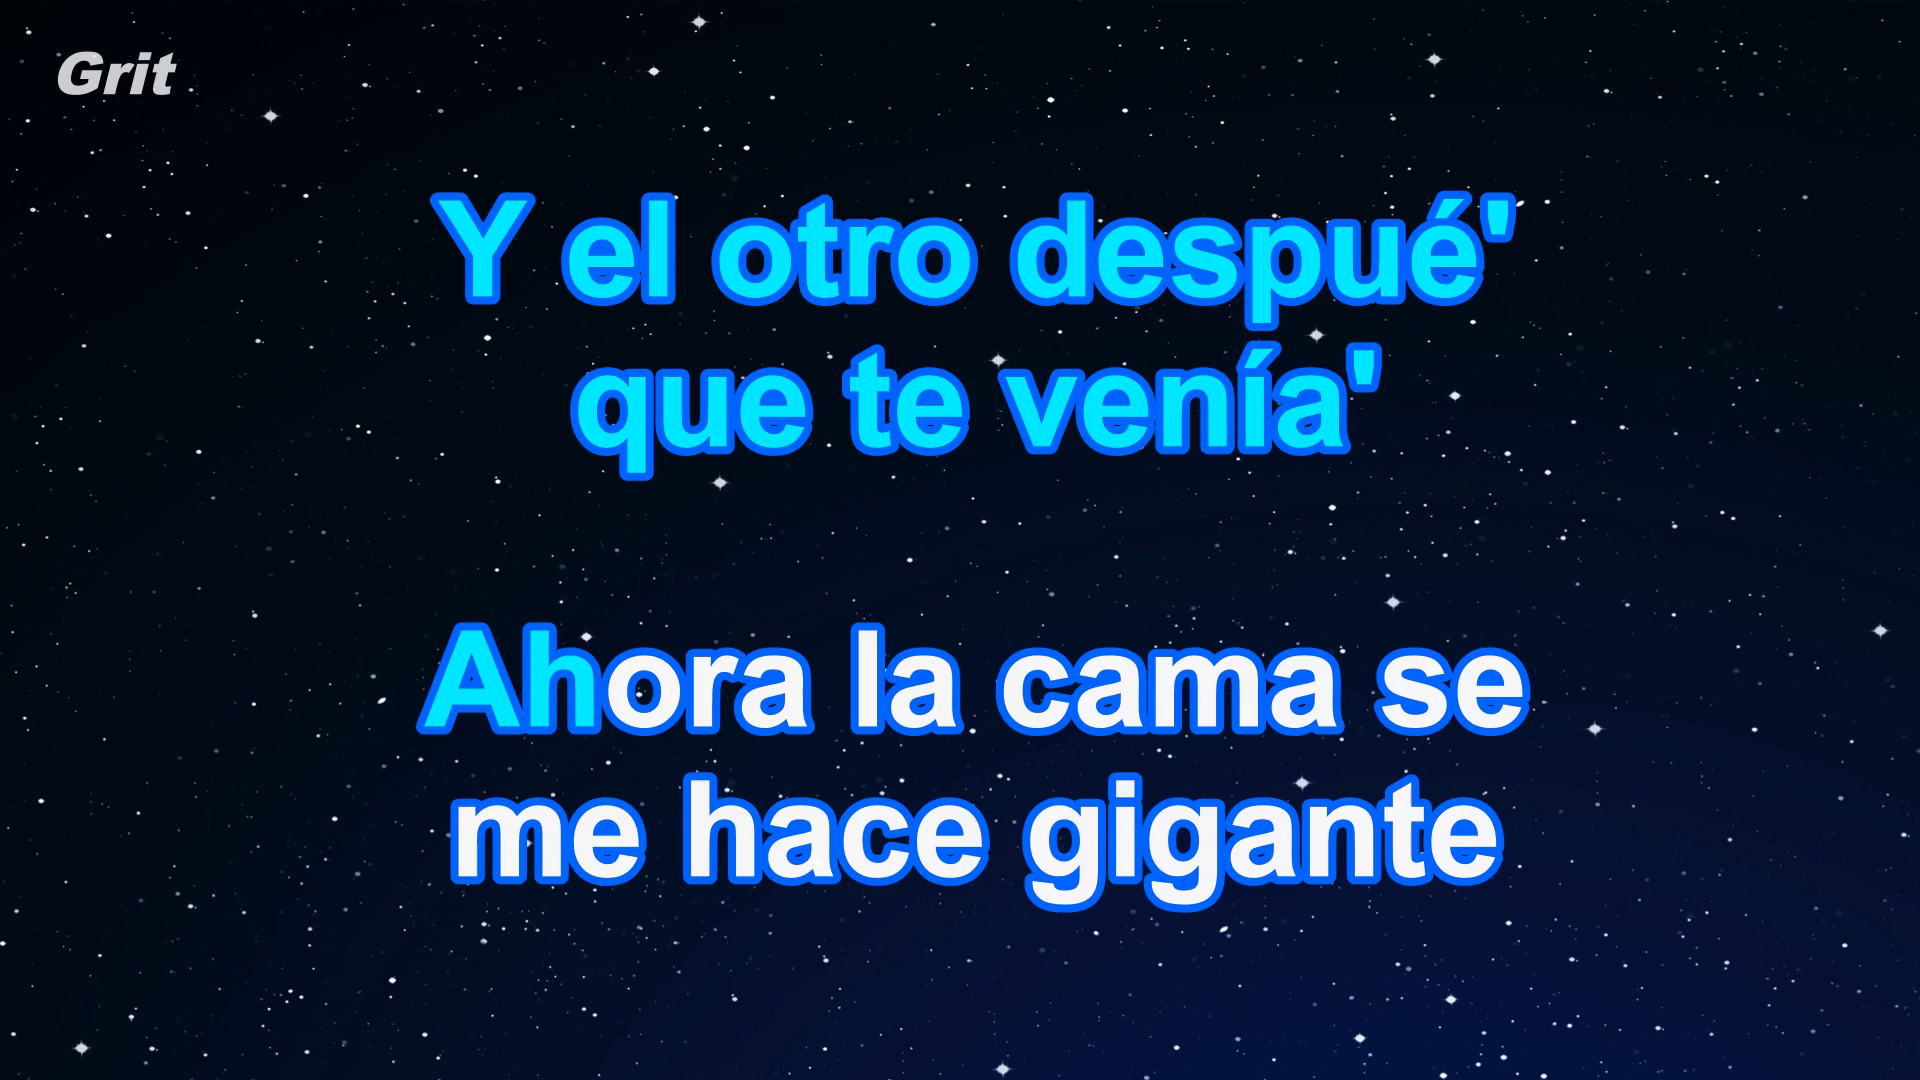 Grit
Y el otro despué'
que te venía'
Ahora la cama se
me hace gigante